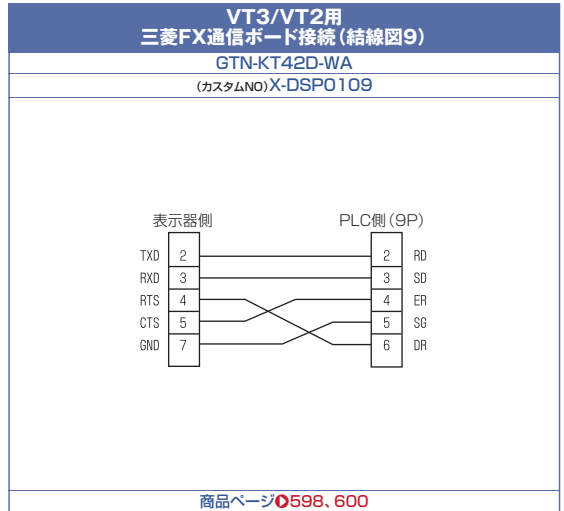 VT3/VT2用
三菱FX通信ボード接続(結線図9)
GTN-KT42D-WA
(カスタムNO)X-DSP0109
表示器側 PLC側(9P)
TXD 2 2 RD
RXD 3 3 SD
RTS 4 4 ER
CTS 5 5 SG
GND 7 6 DR
商品ページ598、600